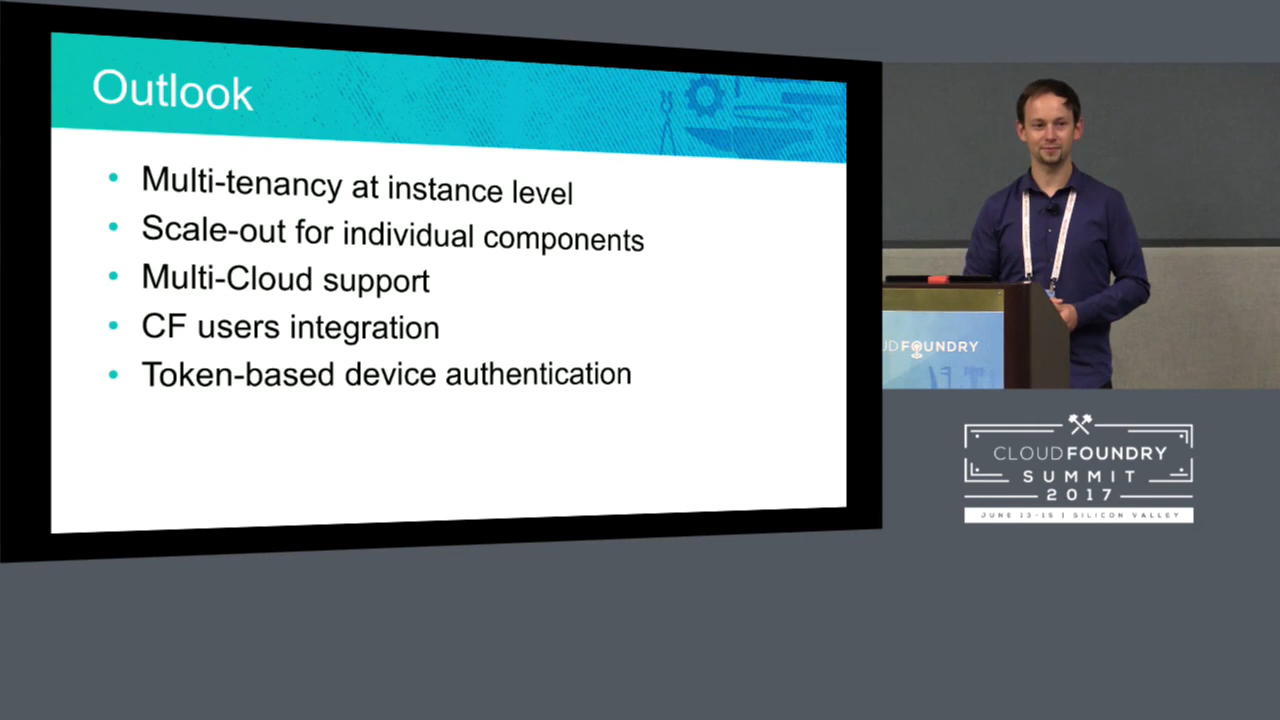 Outlook
• Multi-tenancy at instance level
• Scale-out for individual components
• Multi-Cloud support
• CF users integration
• Token-based device authentication
UDFOUNDRY
CLOUDFOUNDRY
SUMMIT
2017
JUNE 13-15 | SILICON VALLEY